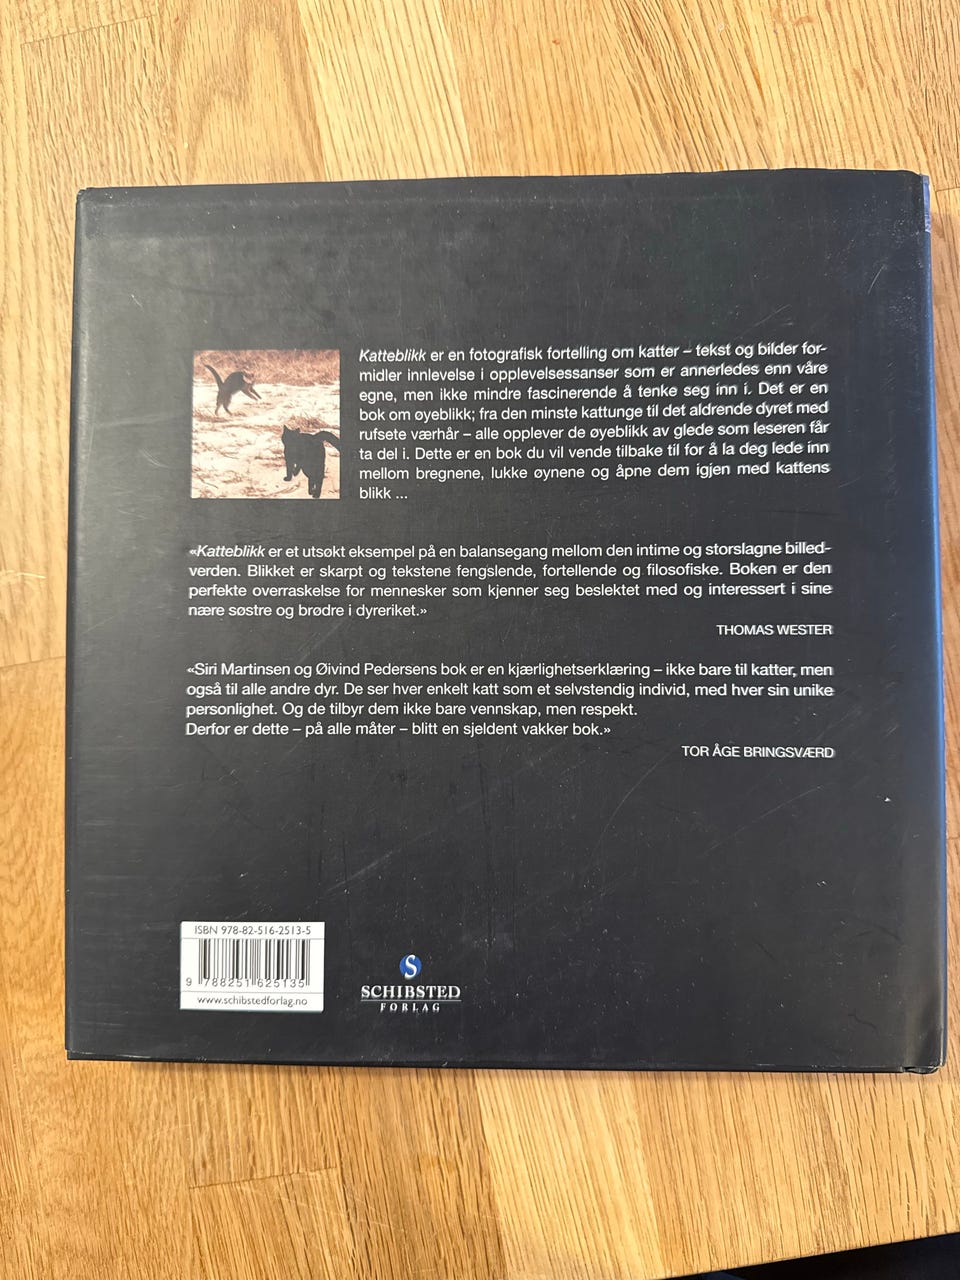 Katteblikk er en fotografisk fortelling om katter – tekst og bilder for-
midler innlevelse i opplevelsessanser som er annerledes enn våre
egne, men ikke mindre fascinerende å tenke seg inn i. Det er en
bok om øyeblikk; fra den minste kattunge til det aldrende dyret med
rufsete værhår – alle opplever de øyeblikk av glede som leseren får
ta del i. Dette er en bok du vil vende tilbake til for å la deg lede inn
mellom bregnene, lukke øynene og åpne dem igjen med kattens
blikk ...
«Katteblikk er et utsøkt eksempel på en balansegang mellom den intime og storslagne billed-
verden. Blikket er skarpt og tekstene fengslende, fortellende og filosofiske. Boken er den
perfekte overraskelse for mennesker som kjenner seg beslektet med og interessert i sine
nære søstre og brødre i dyreriket.»
THOMAS WESTER
«Siri Martinsen og Øivind Pedersens bok er en kjærlighetserklæring – ikke bare til katter, men
også til alle andre dyr. De ser hver enkelt katt som et selvstendig individ, med hver sin unike
personlighet. Og de tilbyr dem ikke bare vennskap, men respekt.
Derfor er dette – på alle måter – blitt en sjeldent vakker bok.»
TOR ÅGE BRINGSVÆRD
ISBN 978-82-516-2513-5
9 788251 625135
www.schibstedforlag.no
S
SCHIBSTED
FORLAG